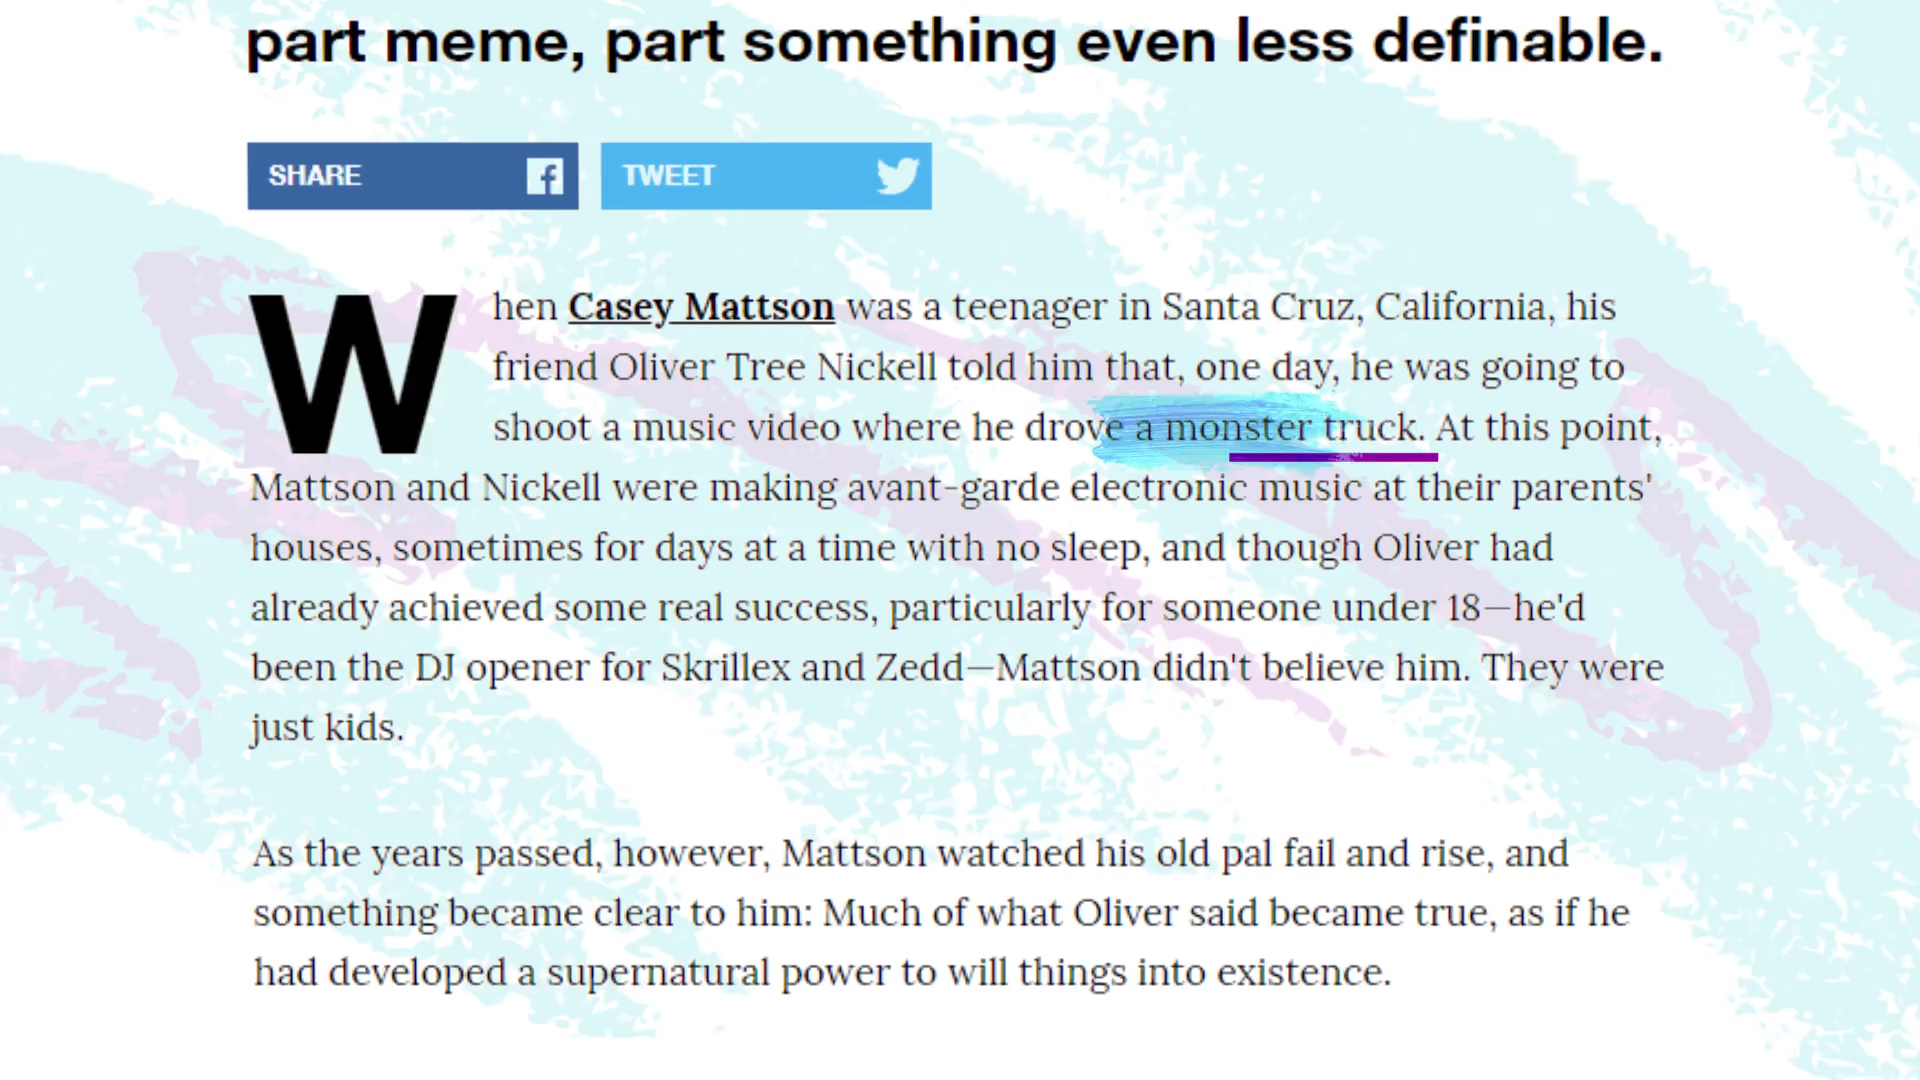 part meme, part something even less definable.
SHARE
TWEET
When Casey Mattson was a teenager in Santa Cruz, California, his
friend Oliver Tree Nickell told him that, one day, he was going to
shoot a music video where he drove a monster truck. At this point,
Mattson and Nickell were making avant-garde electronic music at their parents'
houses, sometimes for days at a time with no sleep, and though Oliver had
already achieved some real success, particularly for someone under 18—he'd
been the DJ opener for Skrillex and Zedd—Mattson didn't believe him. They were
just kids.
As the years passed, however, Mattson watched his old pal fail and rise, and
something became clear to him: Much of what Oliver said became true, as if he
had developed a supernatural power to will things into existence.